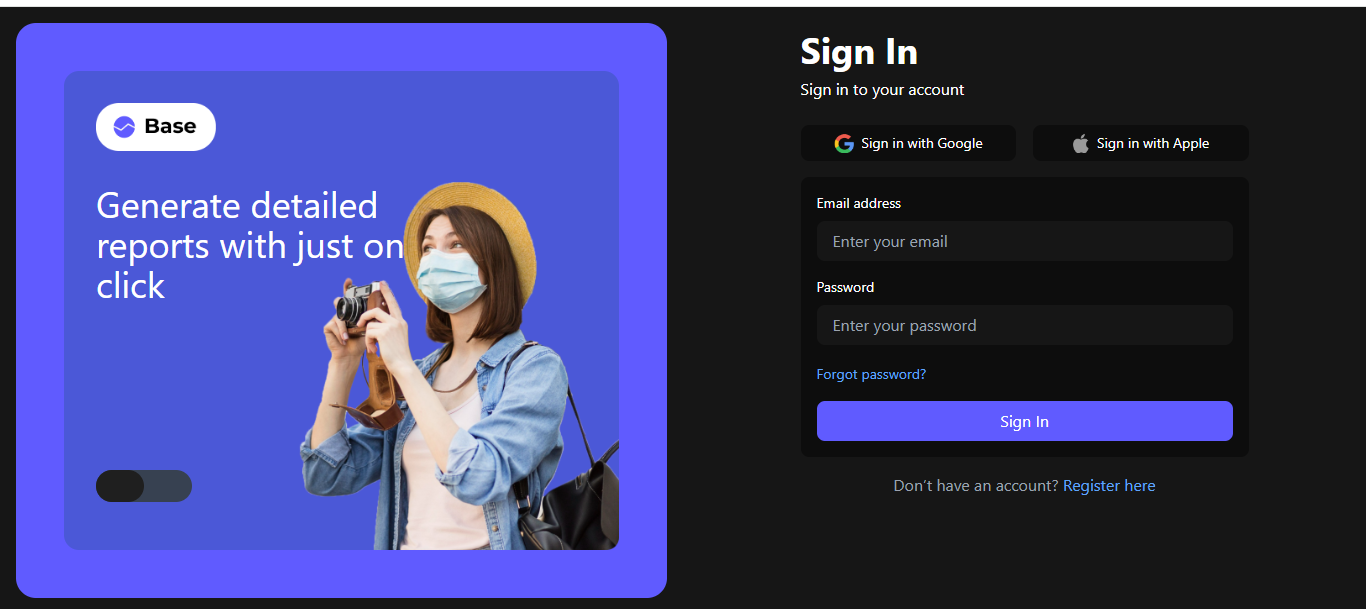 Base
Generate detailed
reports with just on
click
Sign In
Sign in to your account
Sign in with Google
Sign in with Apple
Email address
Enter your email
Password
Enter your password
Forgot password?
Sign In
Don’t have an account? Register here